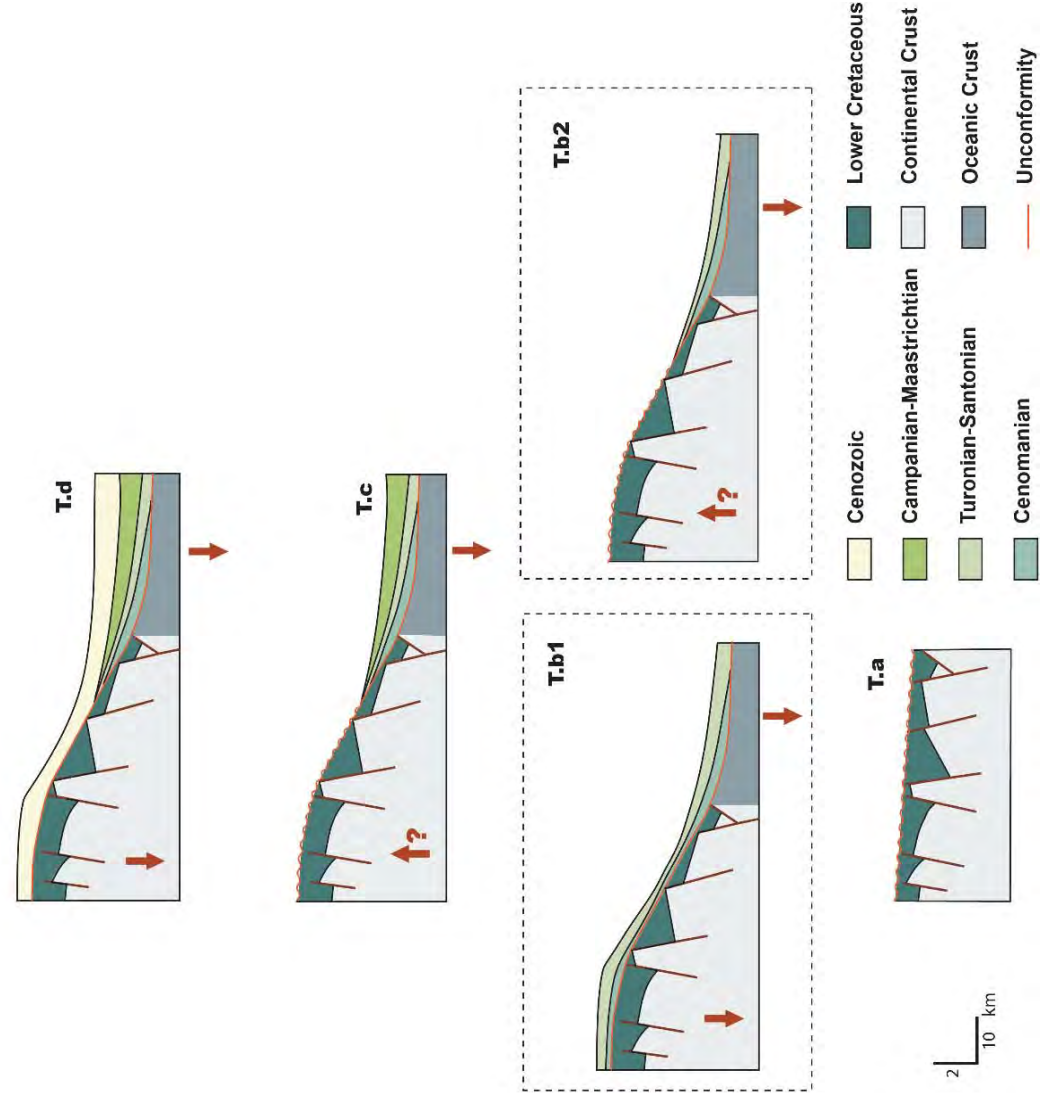 T.d
T.c
?
T.b1
T.b2
?
T.a
2
10 km
Cenozoic
Campanian-Maastrichtian
Turonian-Santonian
Cenomanian
Lower Cretaceous
Continental Crust
Oceanic Crust
Unconformity